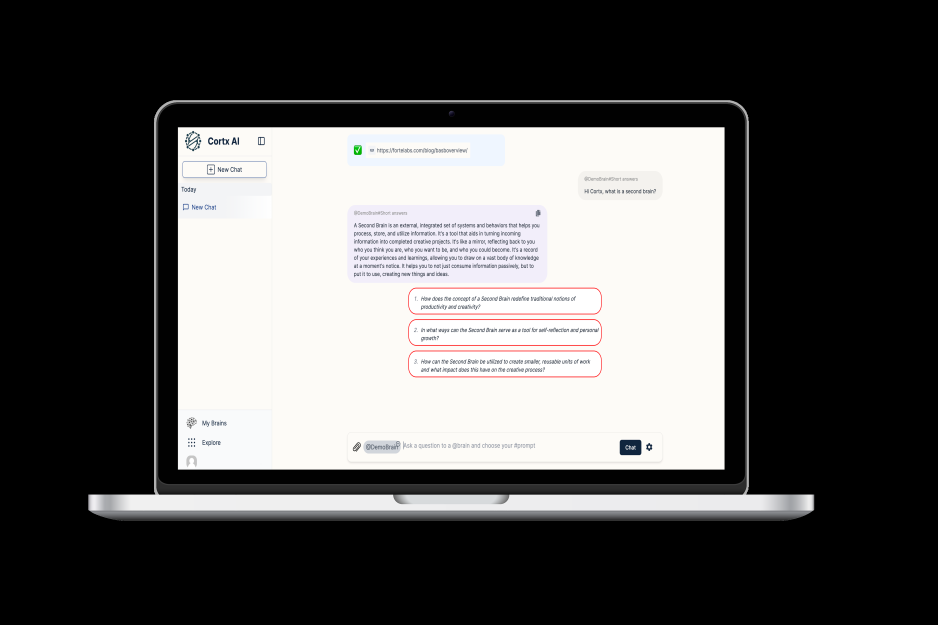 Cortx AI
New Chat
Today
New Chat
My Brains
Explore
https://fortelabs.com/blog/basboverview/
@DemoBrain#Short answers
Hi Cortx, what is a second brain?
@DemoBrain#Short answers
A Second Brain is an external, integrated set of systems and behaviors that helps you
process, store, and utilize information. It's a tool that aids in turning incoming
information into completed creative projects. It's like a mirror, reflecting back to you
who you think you are, who you want to be, and who you could become. It's a record
of your experiences and learnings, allowing you to draw on a vast body of knowledge
at a moment's notice. It helps you to not just consume information passively, but to
put it to use, creating new things and ideas.
1. How does the concept of a Second Brain redefine traditional notions of
productivity and creativity?
2. In what ways can the Second Brain serve as a tool for self-reflection and personal
growth?
3. How can the Second Brain be utilized to create smaller, reusable units of work
and what impact does this have on the creative process?
@DemoBrain Ask a question to a @brain and choose your #prompt
Chat